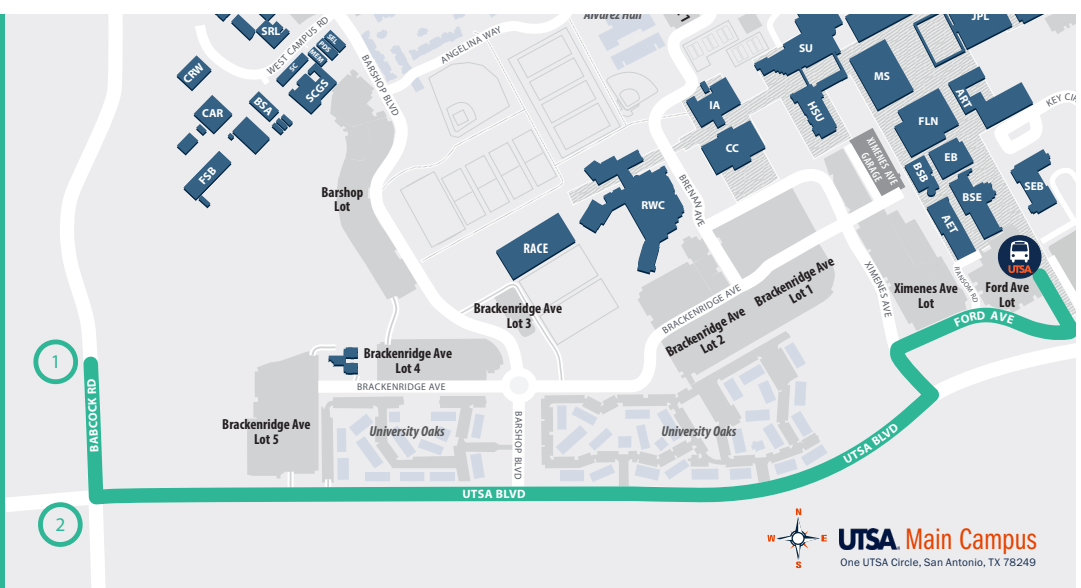 Alvarez Hall
JPL
SRL
WEST CAMPUS RD
SEL
PDS
MEM
SC
SCGS
BARSHOP BLVD
ANGELINA WAY
SU
MS
CRW
CAR
BSA
FSB
IA
HSU
ART
KEY CI
FLN
CC
XIMENES AVE
GARAGE
BSB
EB
SEB
BSE
AET
Barshop
Lot
BRENAN AVE
RWC
RACE
UTSA
XIMENES AVE
RANSOM RD
Ximenes Ave
Lot
Ford Ave
Lot
FORD AVE
Brackenridge Ave
Lot 1
BRACKENRIDGE AVE
Brackenridge Ave
Lot 2
Brackenridge Ave
Lot 3
Brackenridge Ave
Lot 4
1
BABCOCK RD
BRACKENRIDGE AVE
Brackenridge Ave
Lot 5
University Oaks
BARSHOP BLVD
University Oaks
UTSA BLVD
UTSA BLVD
2
N
W
E
S
UTSA. Main Campus
One UTSA Circle, San Antonio, TX 78249